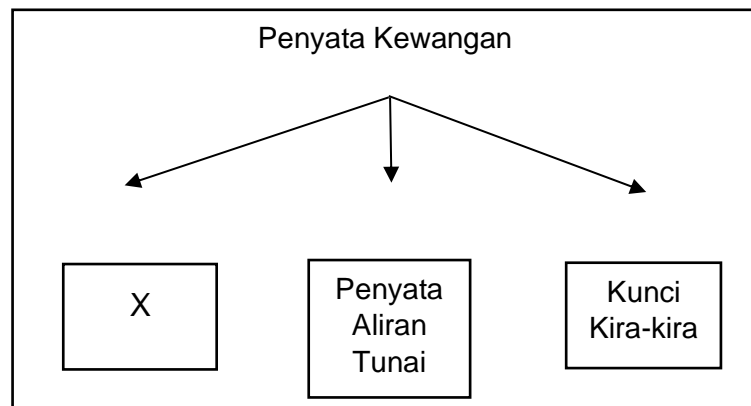 Penyata Kewangan
X
Penyata
Aliran
Tunai
Kunci
Kira-kira